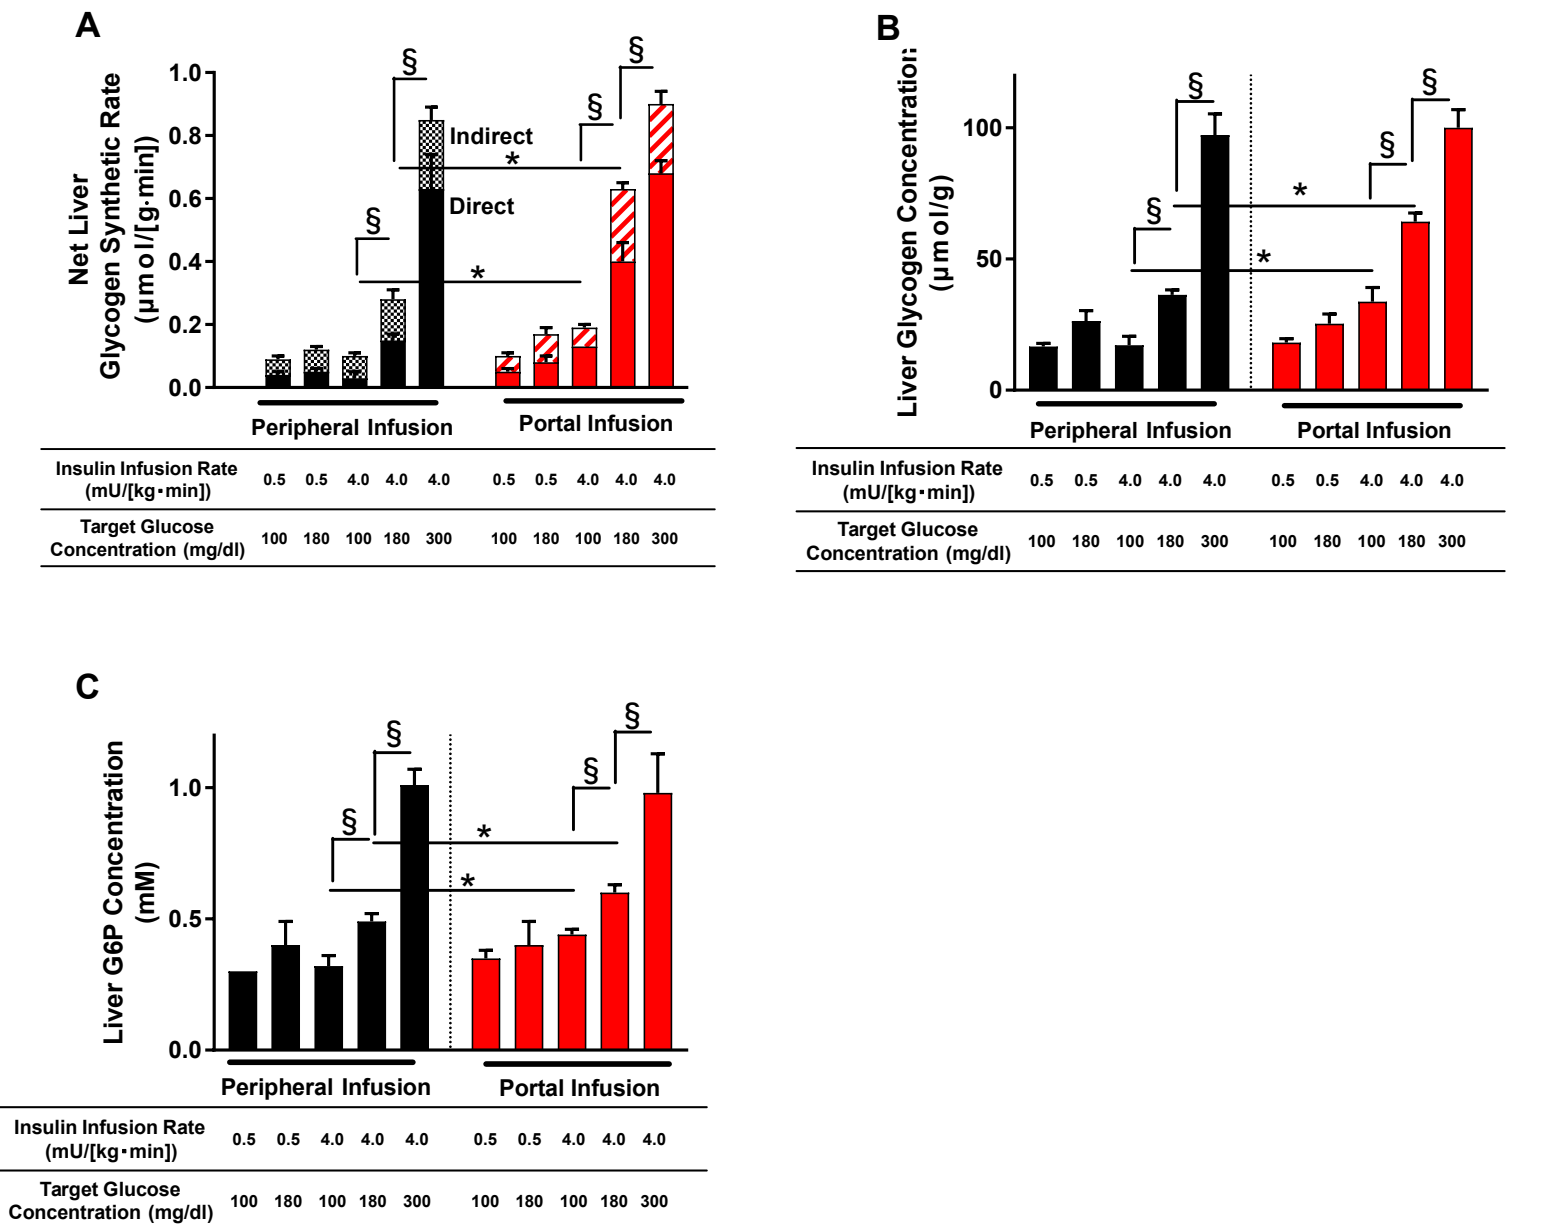 A
Net Liver
Glycogen Synthetic Rate
(μmol/[g·min])
1.0
0.8
0.6
0.4
0.2
0.0
§
§
§
§
*
*
Indirect
Direct
Peripheral Infusion
Portal Infusion
Insulin Infusion Rate
(mU/[kg·min])
0.5 0.5 4.0 4.0 4.0 0.5 0.5 4.0 4.0 4.0
Target Glucose
Concentration (mg/dl)
100 180 100 180 300 100 180 100 180 300
B
Liver Glycogen Concentration
(μmol/g)
100
50
0
§
§
§
§
*
*
Peripheral Infusion
Portal Infusion
Insulin Infusion Rate
(mU/[kg·min])
0.5 0.5 4.0 4.0 4.0 0.5 0.5 4.0 4.0 4.0
Target Glucose
Concentration (mg/dl)
100 180 100 180 300 100 180 100 180 300
C
Liver G6P Concentration
(mM)
1.0
0.5
0.0
§
§
§
§
*
*
Peripheral Infusion
Portal Infusion
Insulin Infusion Rate
(mU/[kg·min])
0.5 0.5 4.0 4.0 4.0 0.5 0.5 4.0 4.0 4.0
Target Glucose
Concentration (mg/dl)
100 180 100 180 300 100 180 100 180 300